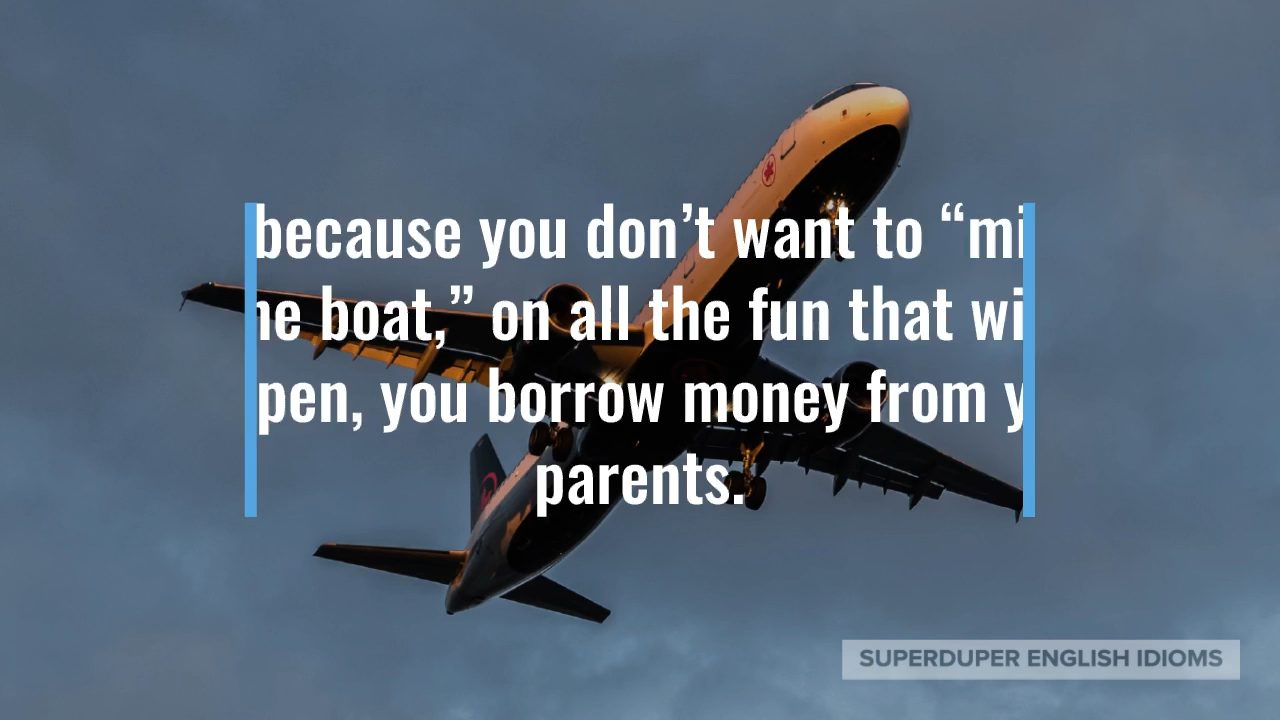 because you don’t want to “mi
he boat,” on all the fun that wi
pen, you borrow money from y
parents.
SUPERDUPER ENGLISH IDIOMS